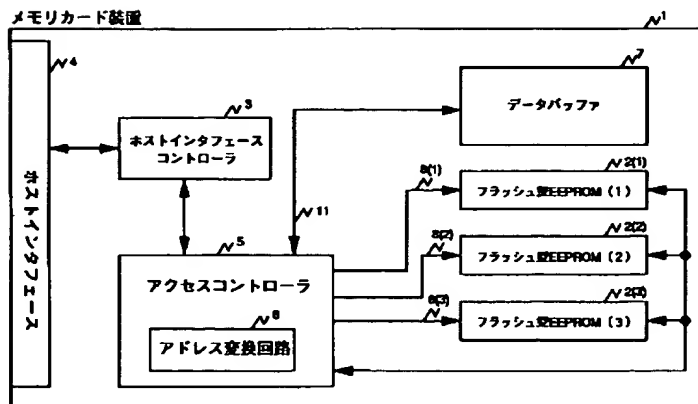 メモリカード装置
1
4
ホストインタフェース
3
ホストインタフェース
コントローラ
7
データバッファ
11
8(1)
2(1)
フラッシュ型EEPROM(1)
8(2)
2(2)
フラッシュ型EEPROM(2)
8(3)
2(3)
フラッシュ型EEPROM(3)
5
アクセスコントローラ
6
アドレス変換回路